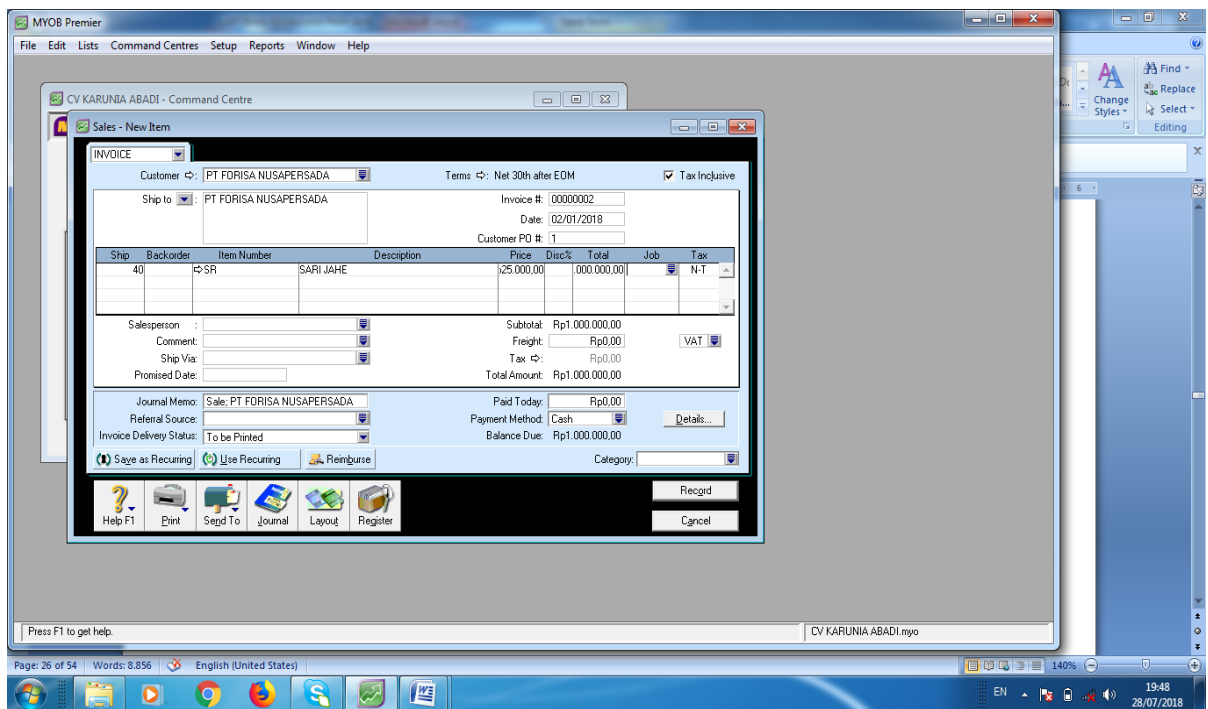 MYOB Premier
File Edit Lists Command Centres Setup Reports Window Help
CV KARUNIA ABADI - Command Centre
Sales - New Item
INVOICE
Customer ⇨: PT FORISA NUSAPERSADA Terms ⇨: Net 30th after EOM Tax Inclusive
Ship to : PT FORISA NUSAPERSADA Invoice #: 00000002
Date: 02/01/2018
Customer PO #: 1
Ship Backorder Item Number Description Price Disc% Total Job Tax
40 ⇨SR SARI JAHE 25.000,00 .000.000,00 N-T
Salesperson : Subtotal: Rp1.000.000,00
Comment: Freight: Rp0,00 VAT
Ship Via: Tax ⇨: Rp0,00
Promised Date: Total Amount: Rp1.000.000,00
Journal Memo: Sale; PT FORISA NUSAPERSADA Paid Today: Rp0,00
Referral Source: Payment Method: Cash Details...
Invoice Delivery Status: To be Printed Balance Due: Rp1.000.000,00
Save as Recurring Use Recurring Reimburse Category:
Record
Help F1 Print Send To Journal Layout Register
Cancel
Press F1 to get help. CV KARUNIA ABADI.myo
Find
Replace
Change Styles
Select
Editing
6
Page: 26 of 54 Words: 8.856 English (United States) 140%
EN 19:48
28/07/2018